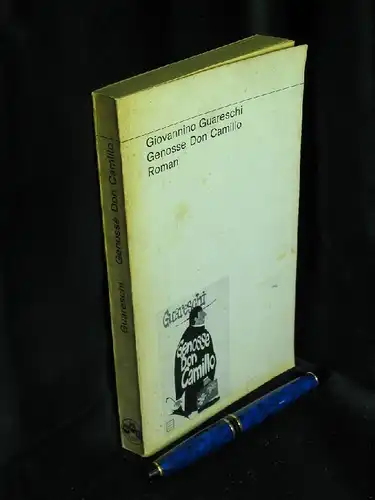 Giovannino Guareschi
Genosse Don Camillo
Roman
Guareschi
Genosse
Don
Camillo
Guareschi Genosse Don Camillo